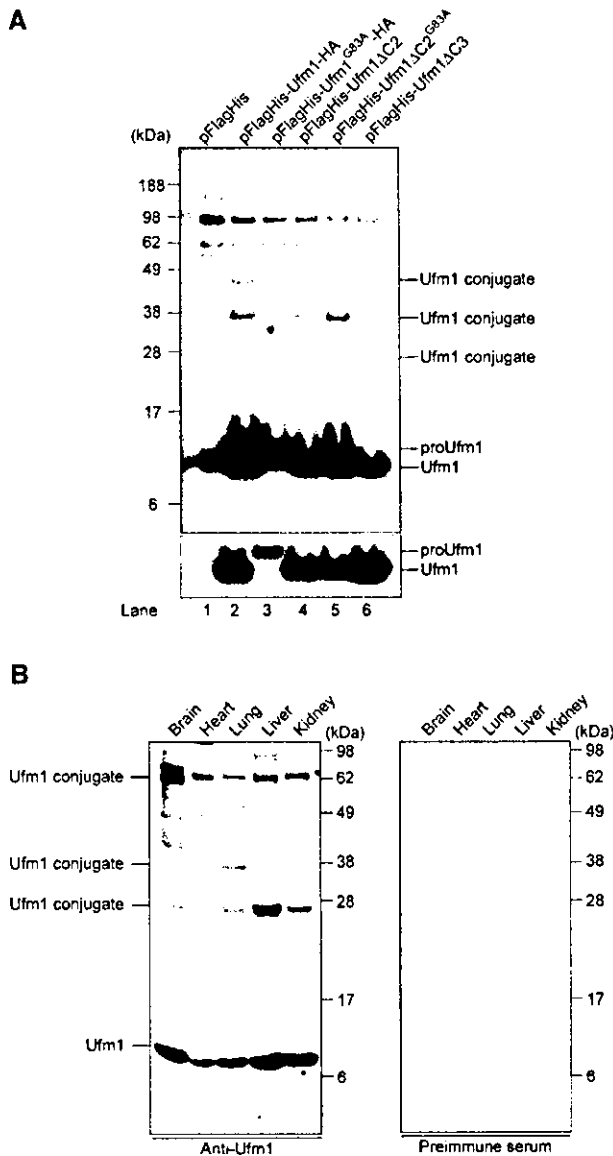 A
pFlagHis
pFlagHis-Ufm1-HA
pFlagHis-Ufm1G83A-HA
pFlagHis-Ufm1ΔC2
pFlagHis-Ufm1ΔC2G83A
pFlagHis-Ufm1ΔC3
(kDa)
188
98
62
49
Ufm1 conjugate
38
Ufm1 conjugate
28
Ufm1 conjugate
17
proUfm1
Ufm1
6
proUfm1
Ufm1
Lane 1 2 3 4 5 6
B
Brain Heart Lung Liver Kidney
(kDa)
98
Ufm1 conjugate
62
49
Ufm1 conjugate
38
Ufm1 conjugate
28
17
Ufm1
6
Anti-Ufm1
Brain Heart Lung Liver Kidney
(kDa)
98
62
49
38
28
17
6
Preimmune serum